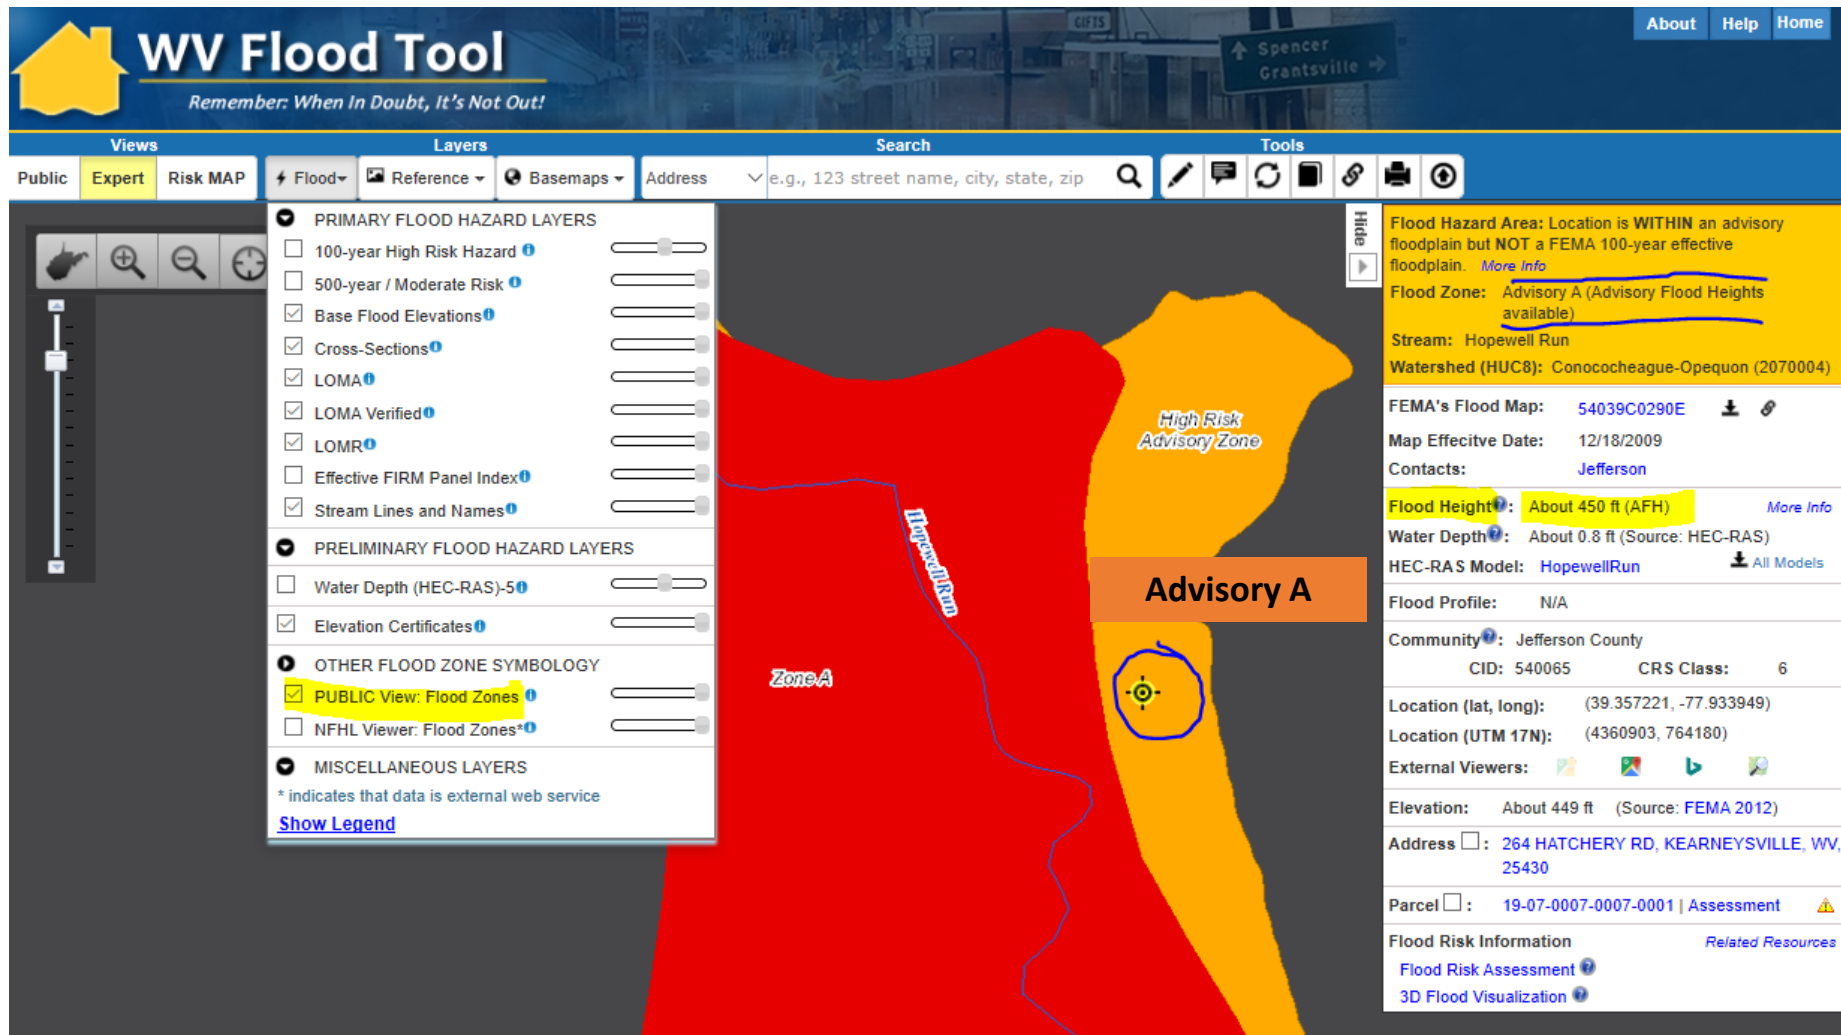 About Help Home
GIFTS
Spencer
Grantsville
WV Flood Tool
Remember: When In Doubt, It's Not Out!
Views Layers Search Tools
Public Expert Risk MAP Flood Reference Basemaps Address e.g., 123 street name, city, state, zip
PRIMARY FLOOD HAZARD LAYERS
100-year High Risk Hazard
500-year / Moderate Risk
Base Flood Elevations
Cross-Sections
LOMA
LOMA Verified
LOMR
Effective FIRM Panel Index
Stream Lines and Names
PRELIMINARY FLOOD HAZARD LAYERS
Water Depth (HEC-RAS)-5
Elevation Certificates
OTHER FLOOD ZONE SYMBOLOGY
PUBLIC View: Flood Zones
NFHL Viewer: Flood Zones*
MISCELLANEOUS LAYERS
* indicates that data is external web service
Show Legend
High Risk
Advisory Zone
Hopewell Run
Advisory A
Zone A
Hide
Flood Hazard Area: Location is WITHIN an advisory
floodplain but NOT a FEMA 100-year effective
floodplain. More Info
Flood Zone: Advisory A (Advisory Flood Heights
available)
Stream: Hopewell Run
Watershed (HUC8): Conococheague-Opequon (2070004)
FEMA's Flood Map: 54039C0290E
Map Effecitve Date: 12/18/2009
Contacts: Jefferson
Flood Height: About 450 ft (AFH) More Info
Water Depth: About 0.8 ft (Source: HEC-RAS)
HEC-RAS Model: HopewellRun All Models
Flood Profile: N/A
Community: Jefferson County
CID: 540065 CRS Class: 6
Location (lat, long): (39.357221, -77.933949)
Location (UTM 17N): (4360903, 764180)
External Viewers:
Elevation: About 449 ft (Source: FEMA 2012)
Address : 264 HATCHERY RD, KEARNEYSVILLE, WV,
25430
Parcel : 19-07-0007-0007-0001 | Assessment
Flood Risk Information Related Resources
Flood Risk Assessment
3D Flood Visualization